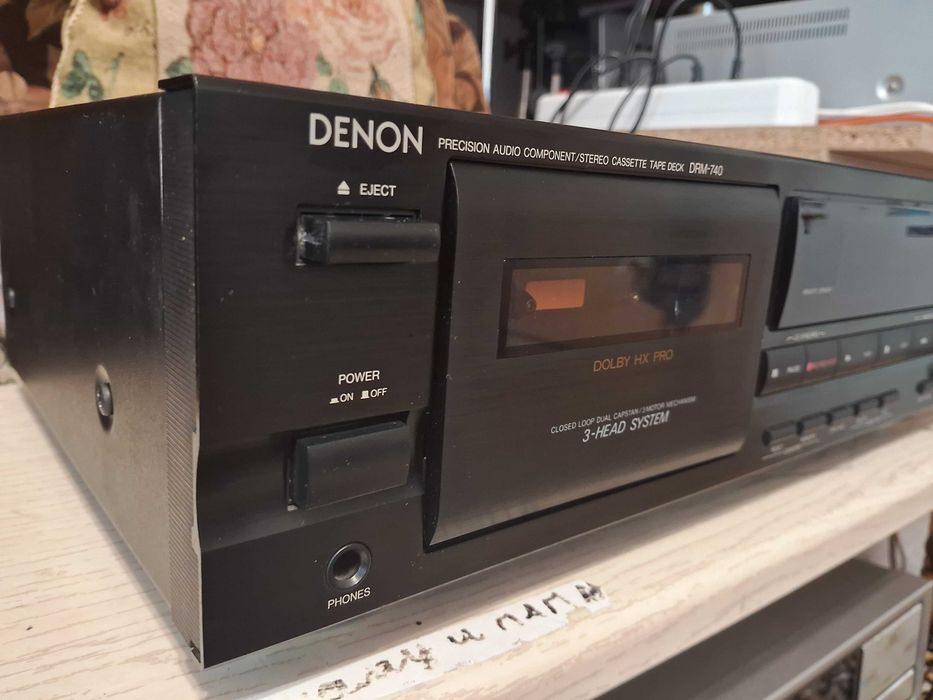 DENON PRECISION AUDIO COMPONENT/STEREO CASSETTE TAPE DECK DRM-740
⏏ EJECT
DOLBY HX PRO
POWER
ON OFF
CLOSED LOOP DUAL CAPSTAN/3 MOTOR MECHANISM
3-HEAD SYSTEM
PHONES